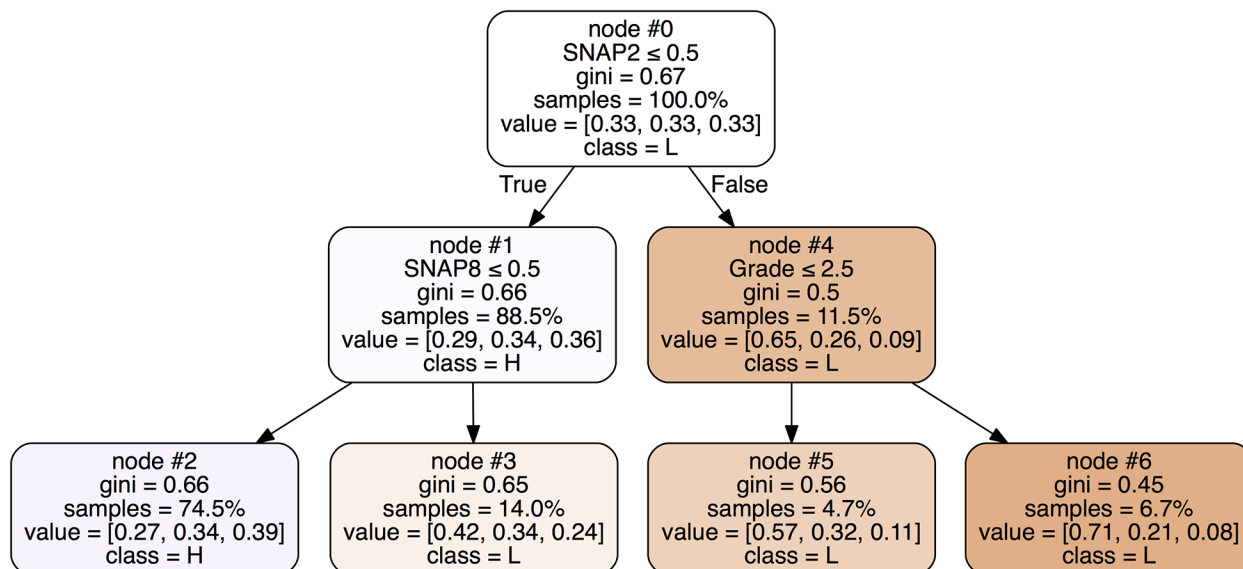 node #0
SNAP2 ≤ 0.5
gini = 0.67
samples = 100.0%
value = [0.33, 0.33, 0.33]
class = L
True
False
node #1
SNAP8 ≤ 0.5
gini = 0.66
samples = 88.5%
value = [0.29, 0.34, 0.36]
class = H
node #4
Grade ≤ 2.5
gini = 0.5
samples = 11.5%
value = [0.65, 0.26, 0.09]
class = L
node #2
gini = 0.66
samples = 74.5%
value = [0.27, 0.34, 0.39]
class = H
node #3
gini = 0.65
samples = 14.0%
value = [0.42, 0.34, 0.24]
class = L
node #5
gini = 0.56
samples = 4.7%
value = [0.57, 0.32, 0.11]
class = L
node #6
gini = 0.45
samples = 6.7%
value = [0.71, 0.21, 0.08]
class = L